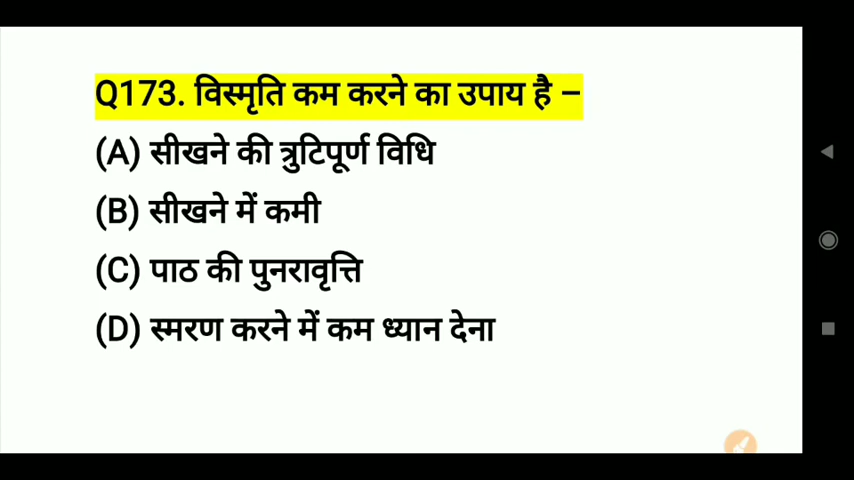 Q173. विस्मृति कम करने का उपाय है –
(A) सीखने की त्रुटिपूर्ण विधि
(B) सीखने में कमी
(C) पाठ की पुनरावृत्ति
(D) स्मरण करने में कम ध्यान देना